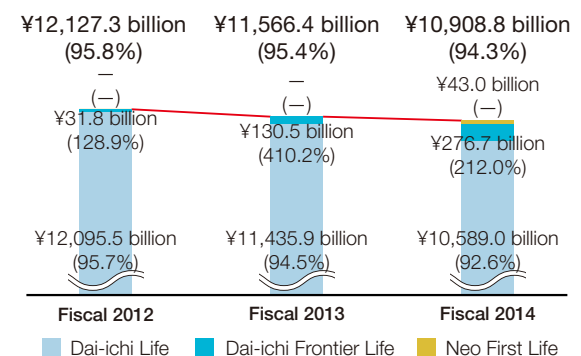 ¥12,127.3 billion ¥11,566.4 billion ¥10,908.8 billion
(95.8%) (95.4%) (94.3%)
— — ¥43.0 billion
(—) (—) (—)
¥31.8 billion ¥130.5 billion ¥276.7 billion
(128.9%) (410.2%) (212.0%)
¥12,095.5 billion ¥11,435.9 billion ¥10,589.0 billion
(95.7%) (94.5%) (92.6%)
Fiscal 2012 Fiscal 2013 Fiscal 2014
Dai-ichi Life Dai-ichi Frontier Life Neo First Life